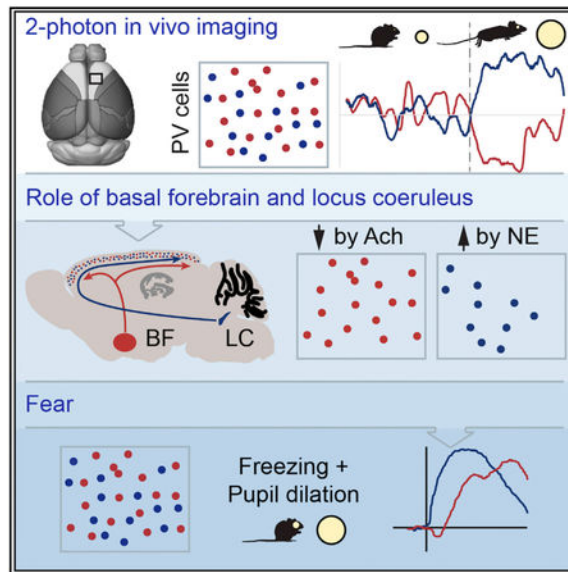 2-photon in vivo imaging
PV cells
Role of basal forebrain and locus coeruleus
by Ach
by NE
BF
LC
Fear
Freezing +
Pupil dilation